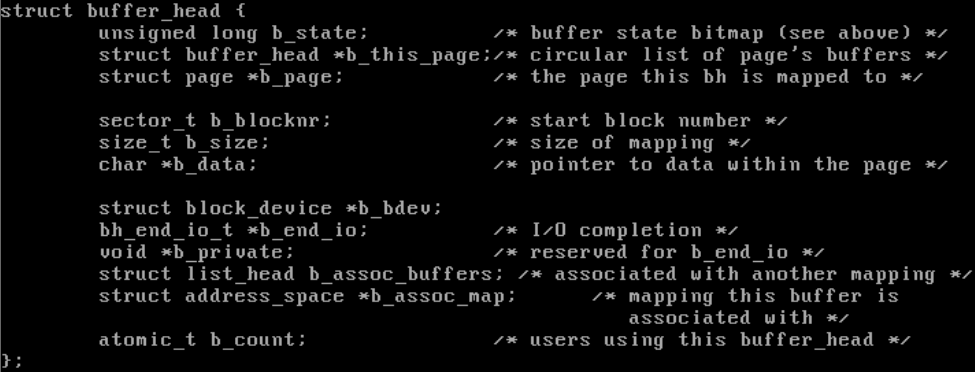 struct buffer_head {
        unsigned long b_state;          /* buffer state bitmap (see above) */
        struct buffer_head *b_this_page;/* circular list of page's buffers */
        struct page *b_page;            /* the page this bh is mapped to */

        sector_t b_blocknr;             /* start block number */
        size_t b_size;                  /* size of mapping */
        char *b_data;                   /* pointer to data within the page */

        struct block_device *b_bdev;
        bh_end_io_t *b_end_io;          /* I/O completion */
        void *b_private;                /* reserved for b_end_io */
        struct list_head b_assoc_buffers; /* associated with another mapping */
        struct address_space *b_assoc_map;      /* mapping this buffer is
                                                   associated with */
        atomic_t b_count;               /* users using this buffer_head */
};